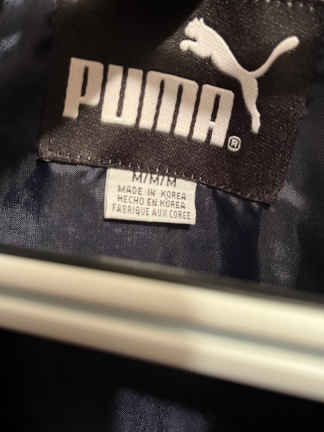 PUMA®
M/M/M
MADE IN KOREA
HECHO EN KOREA
FABRIQUE AUX COREE